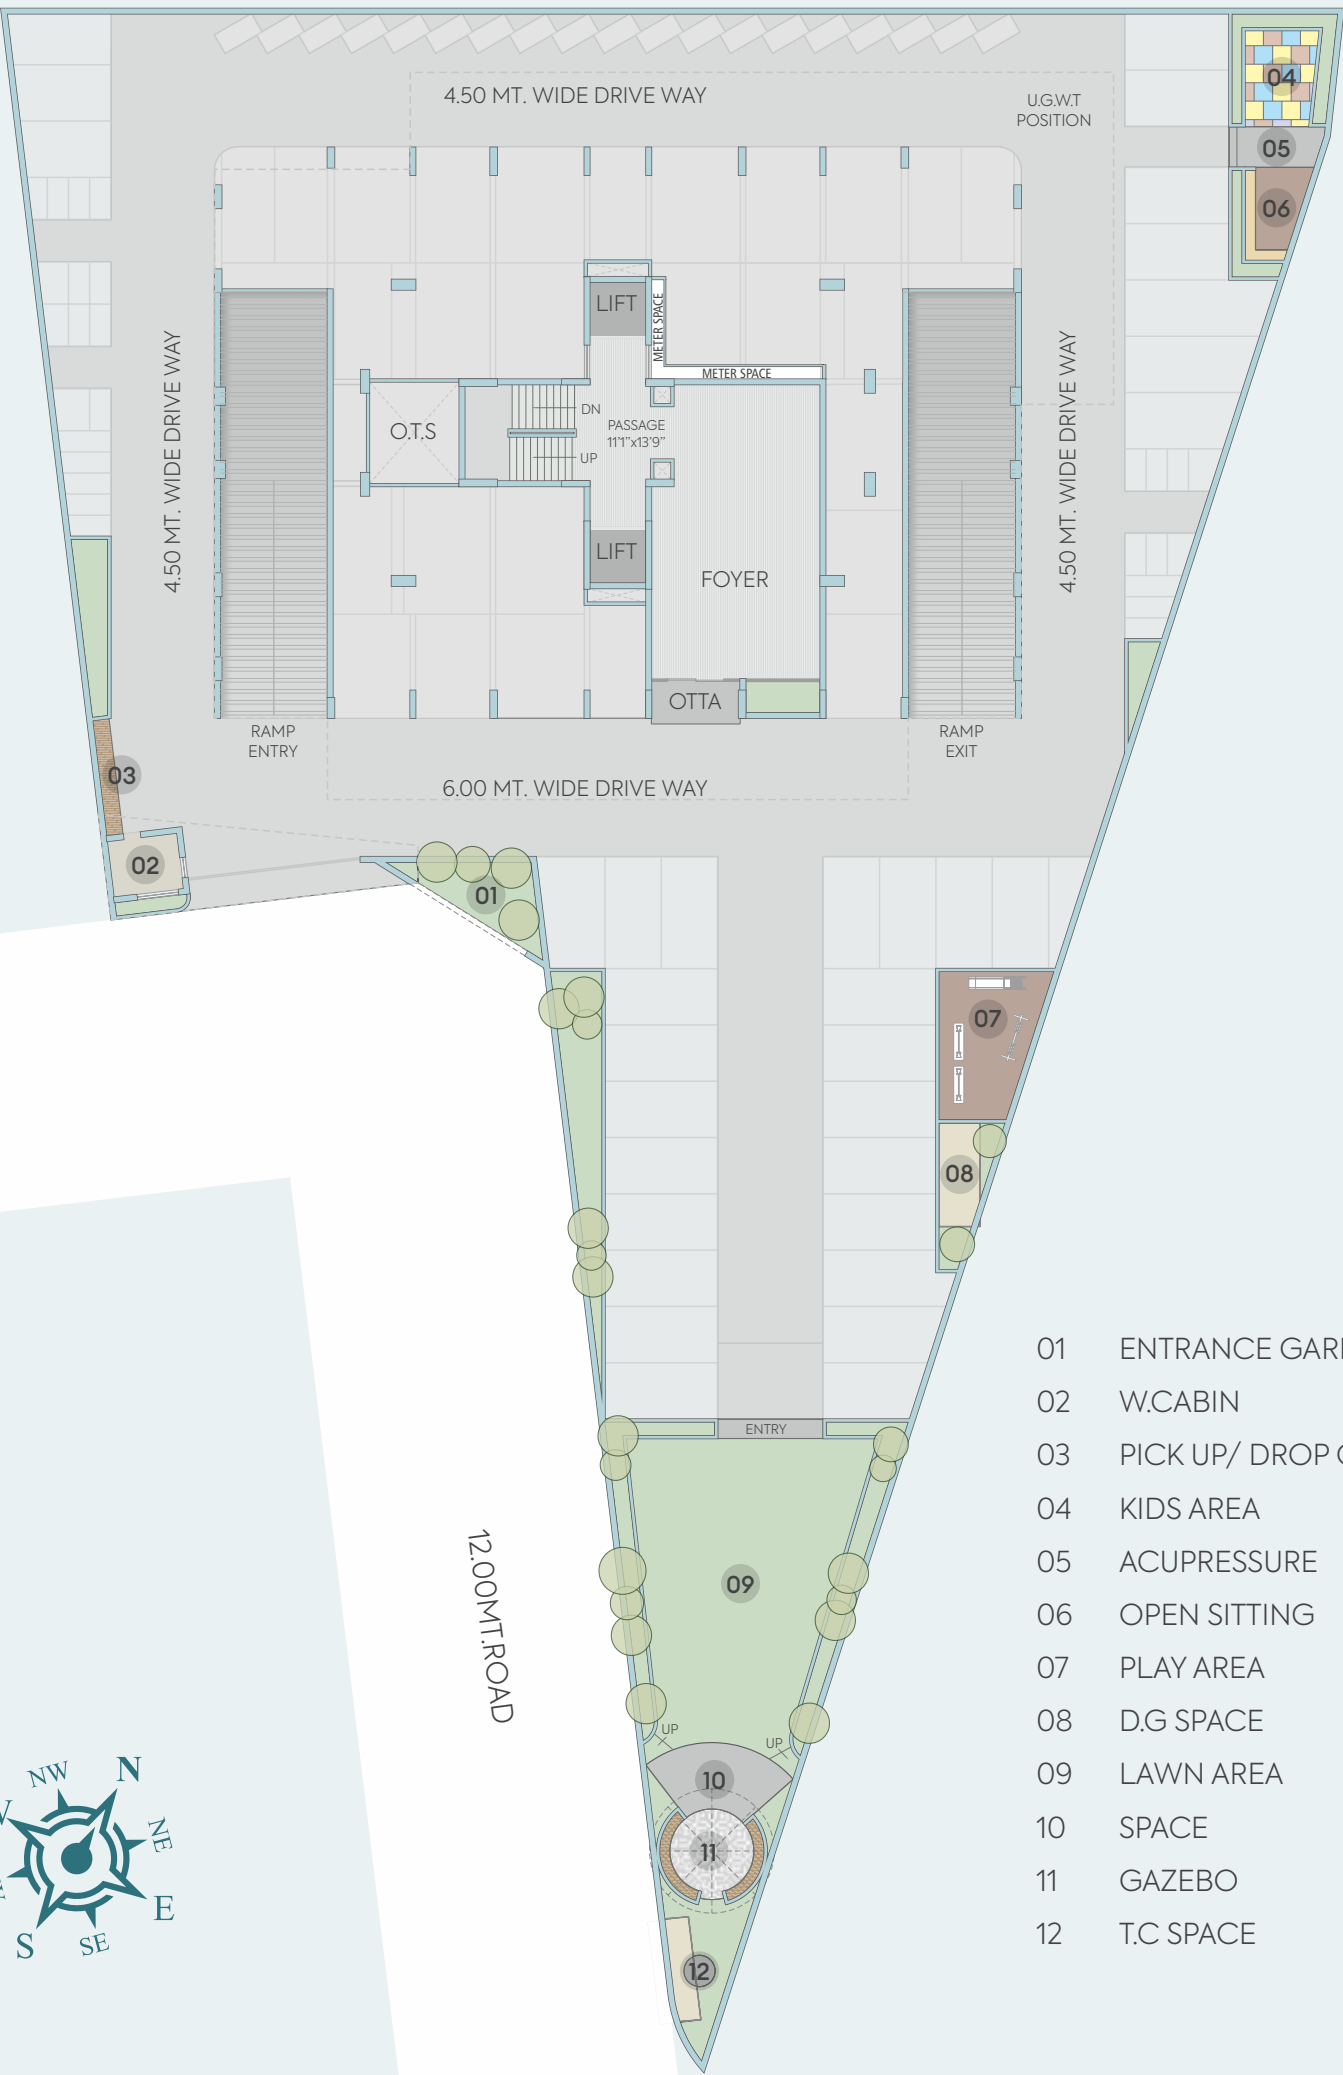 4.50 MT. WIDE DRIVE WAY
U.G.W.T
POSITION
04
05
06
LIFT
METER SPACE
METER SPACE
4.50 MT. WIDE DRIVE WAY
4.50 MT. WIDE DRIVE WAY
O.T.S
DN
PASSAGE
11'1"x13'9"
UP
LIFT
FOYER
OTTA
RAMP
ENTRY
RAMP
EXIT
03
6.00 MT. WIDE DRIVE WAY
02
01
07
08
ENTRY
09
12.00MT.ROAD
UP
UP
10
11
12
01 ENTRANCE
02 W.CABIN
03 PICK UP/ DROP
04 KIDS AREA
05 ACUPRESSURE
06 OPEN SITTING
07 PLAY AREA
08 D.G SPACE
09 LAWN AREA
10 SPACE
11 GAZEBO
12 T.C SPACE
NW
N
NE
E
SE
S